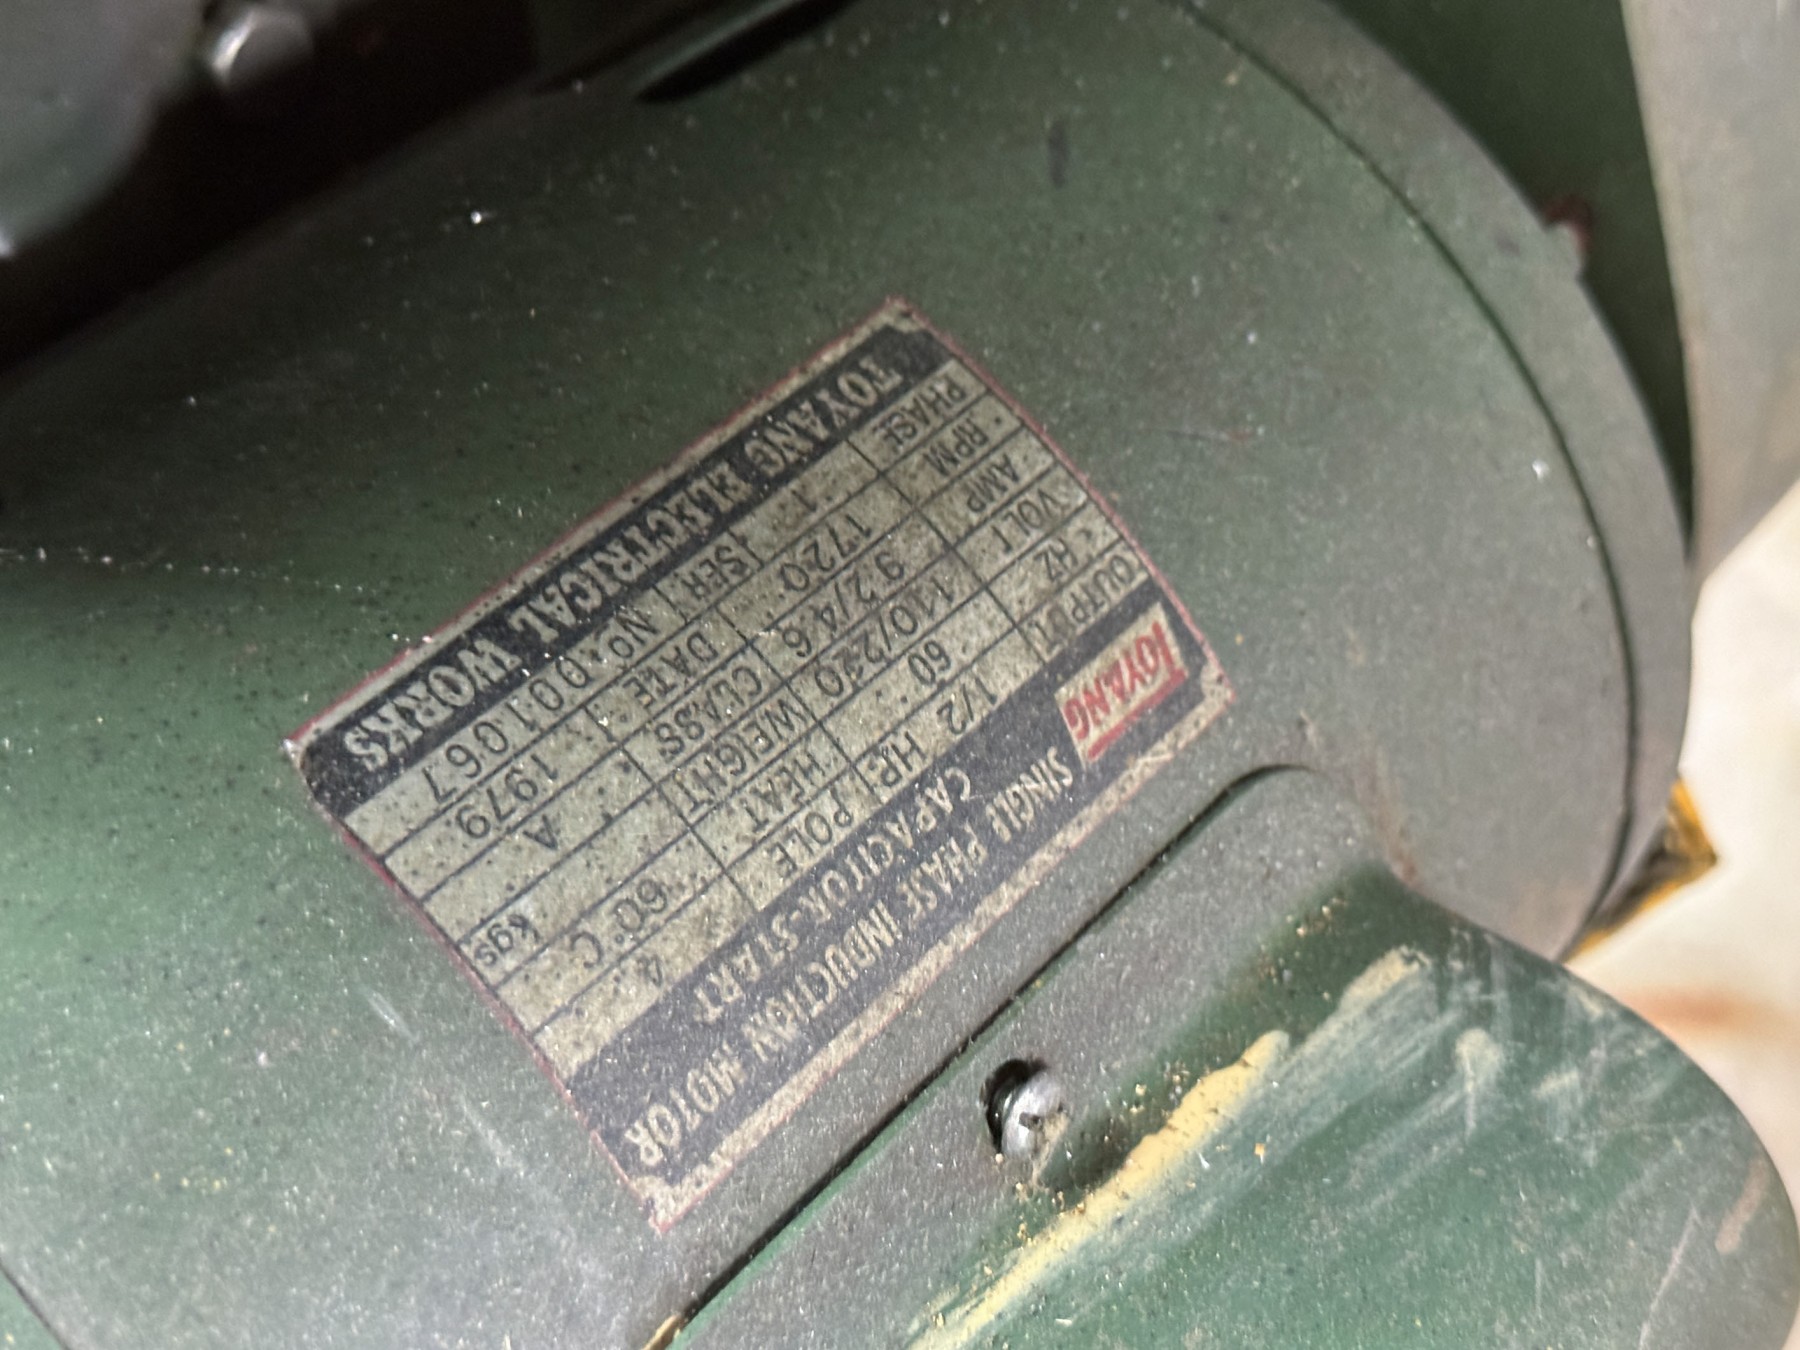 TOYANG SINGLE PHASE INDUCTION MOTOR
CAPACITOR-START
OUTPUT 1/2 HP POLE 4
HZ 60 HEAT 60°C
VOLT 110/220 WEIGHT kgs
AMP 9.2/4.6 CLASS A
RPM 1720 DATE 1979
PHASE 1 SER. NO. 001067
TOYANG ELECTRICAL WORKS